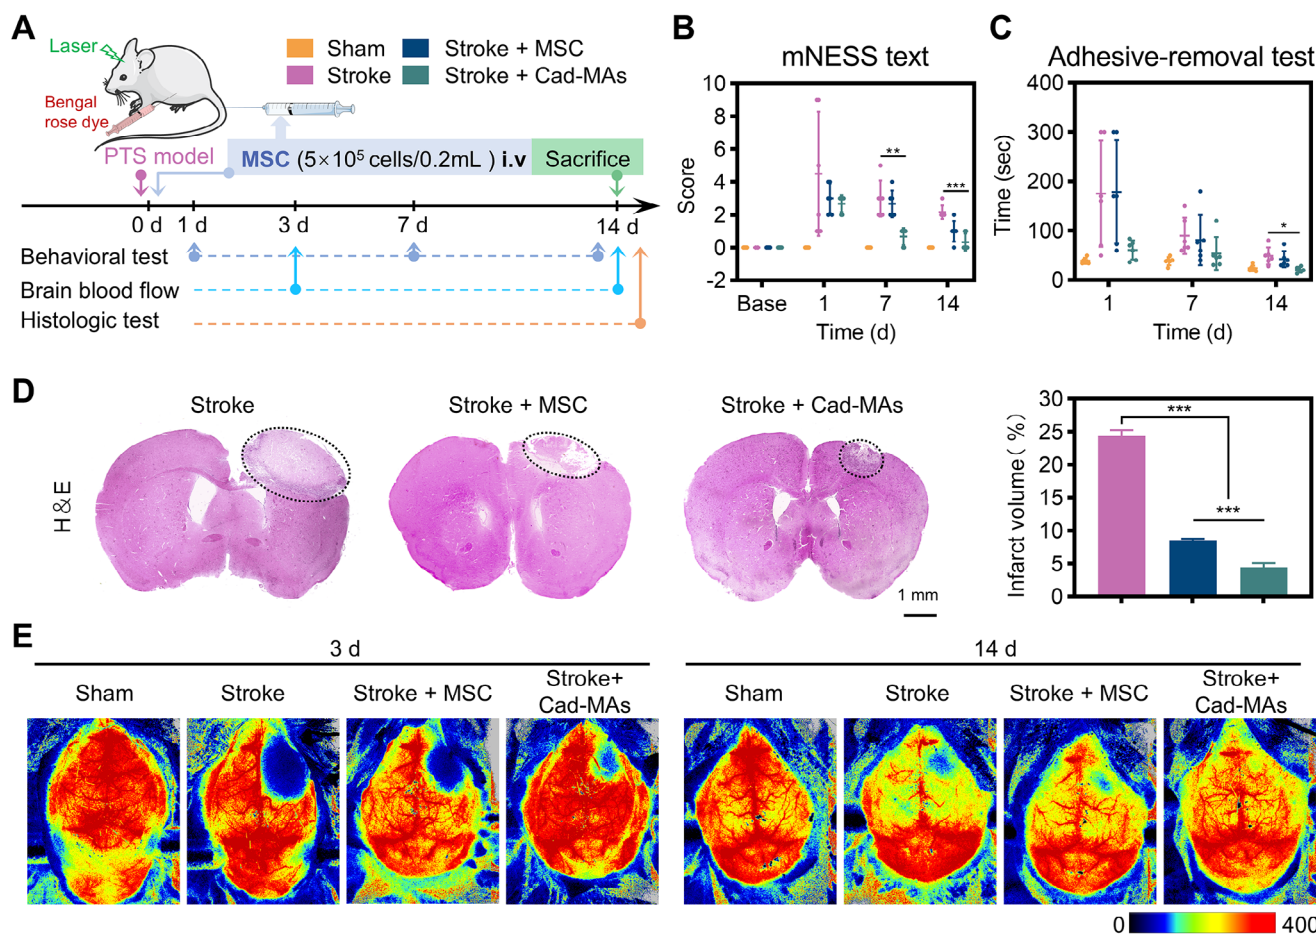 A
Laser
Bengal
rose dye
Sham
Stroke
Stroke + MSC
Stroke + Cad-MAs
PTS model
MSC (5×10⁵ cells/0.2mL ) i.v
Sacrifice
0 d
1 d
3 d
7 d
14 d
Behavioral test
Brain blood flow
Histologic test
B
mNESS text
Score
10
8
6
4
2
0
-2
**
***
Base
1
7
14
Time (d)
C
Adhesive-removal test
Time (sec)
400
300
200
100
0
*
1
7
14
Time (d)
D
H&E
Stroke
Stroke + MSC
Stroke + Cad-MAs
1 mm
Infarct volume( %)
30
25
20
15
10
5
0
***
***
E
3 d
Sham
Stroke
Stroke + MSC
Stroke+
Cad-MAs
14 d
Sham
Stroke
Stroke + MSC
Stroke+
Cad-MAs
0
400